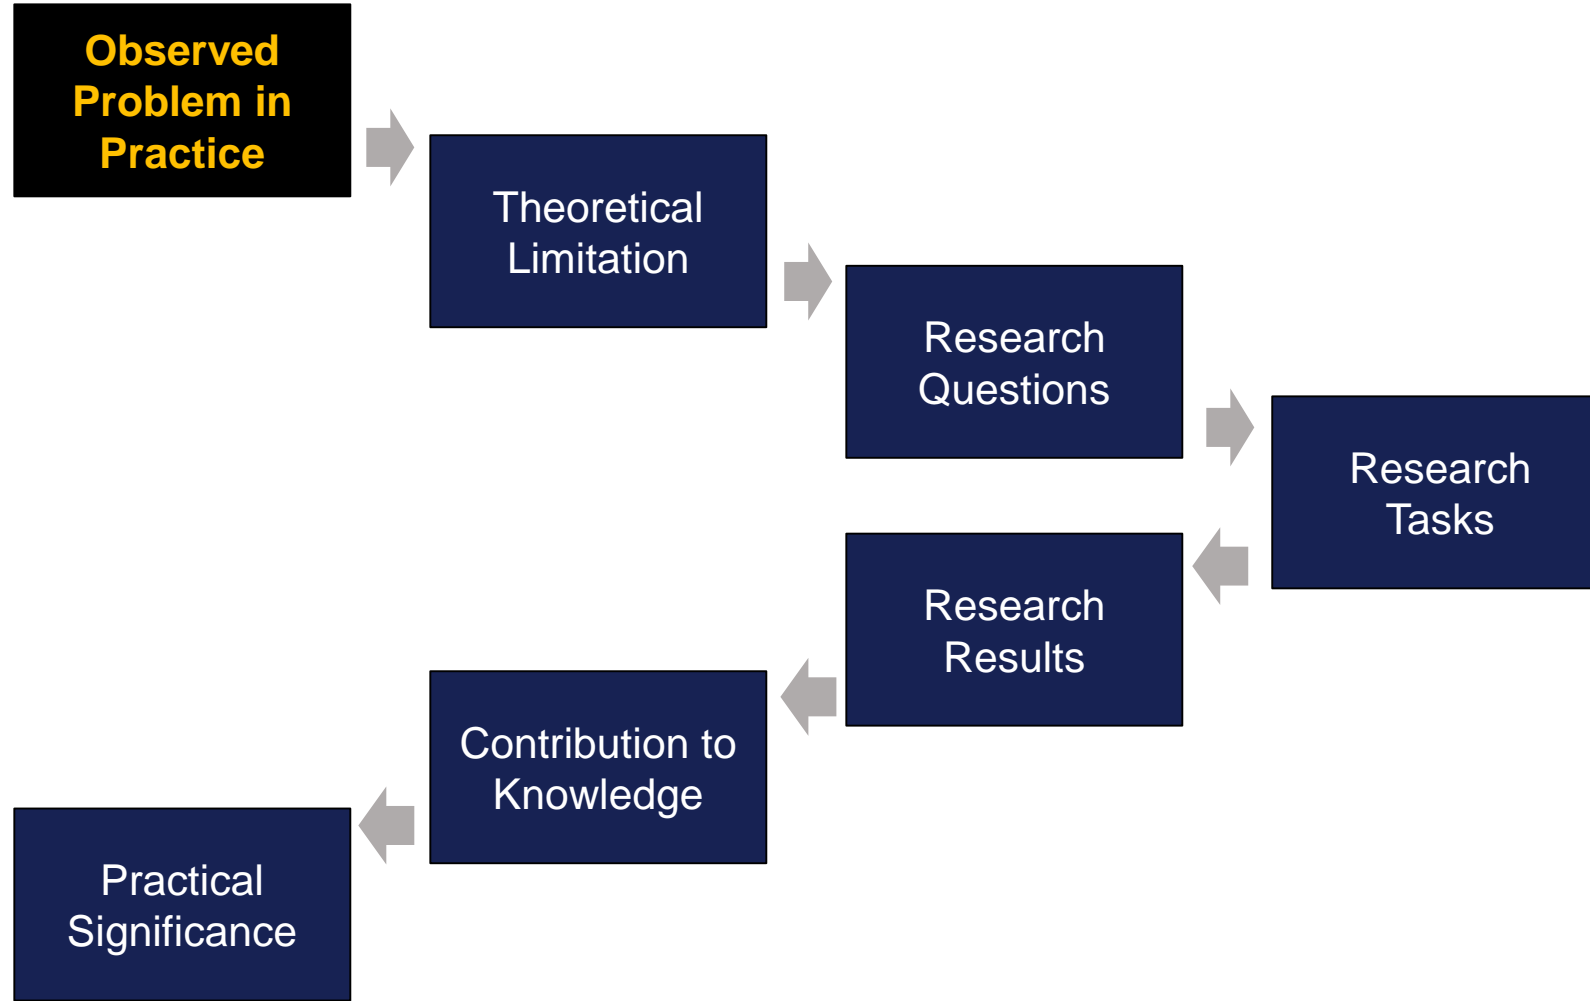 Observed
Problem in
Practice
Theoretical
Limitation
Research
Questions
Research
Tasks
Research
Results
Contribution to
Knowledge
Practical
Significance